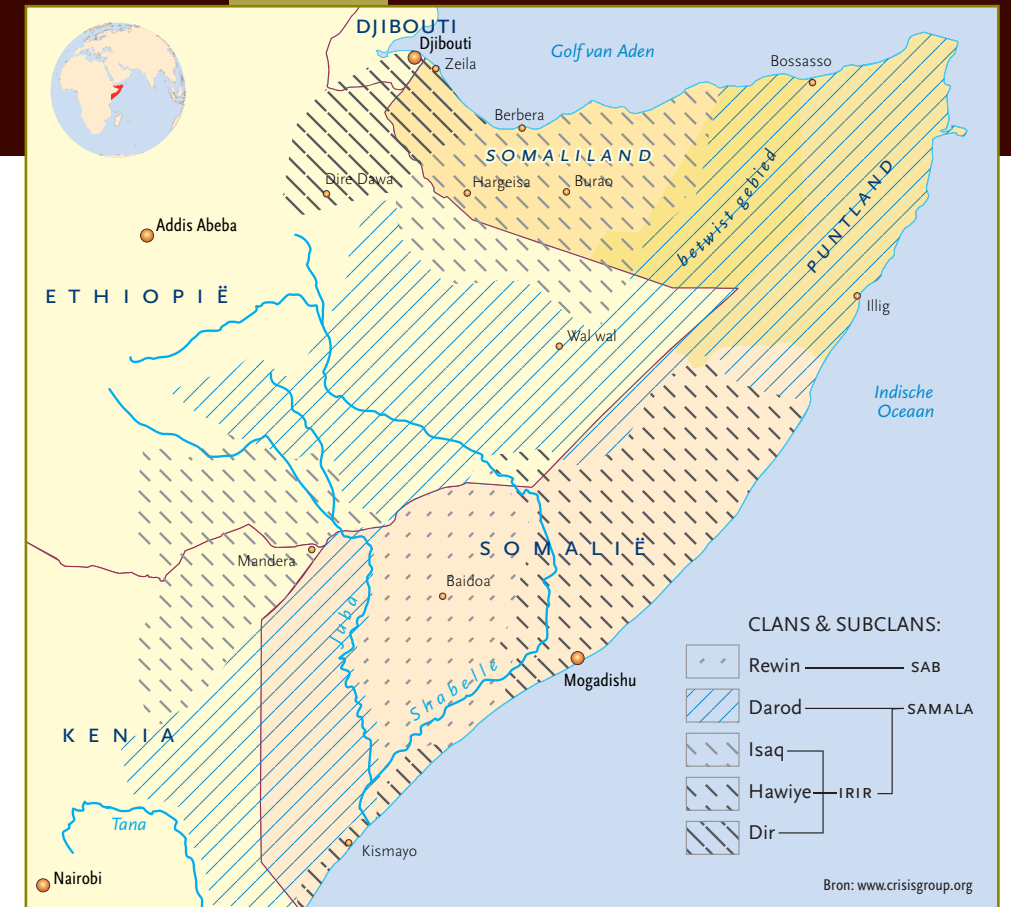 DJIBOUTI
Djibouti
Zeila
Golf van Aden
Bossasso
Berbera
SOMALILAND
Dire Dawa
Hargeisa
Burao
betwist gebied
PUNTLAND
Addis Abeba
ETHIOPIË
Illig
Wal wal
Indische
Oceaan
SOMALIË
Mandera
Baidoa
Juba
Shabelle
Mogadishu
KENIA
Tana
Kismayo
Nairobi
CLANS & SUBCLANS:
Rewin SAB
Darod SAMALA
Isaq
Hawiye IRIR
Dir
Bron: www.crisisgroup.org